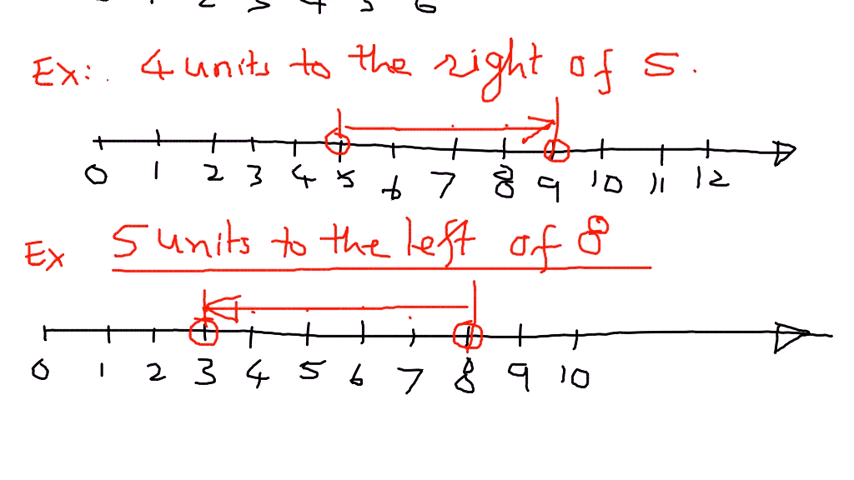 Ex: 4 units to the right of 5.
0 1 2 3 4 5 6 7 8 9 10 11 12
Ex 5 units to the left of 8
0 1 2 3 4 5 6 7 8 9 10